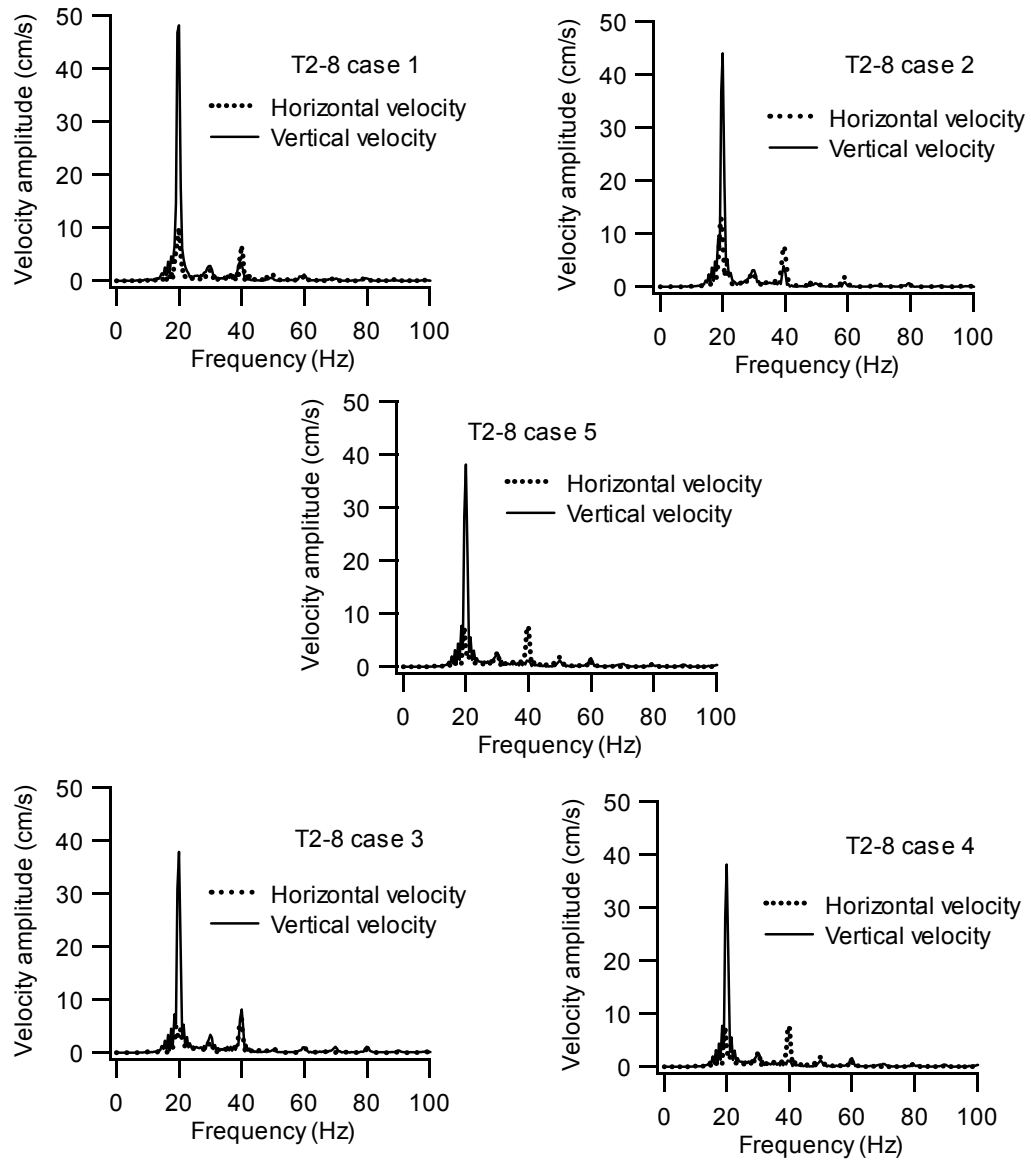 Velocity amplitude (cm/s)
50
40
30
20
10
0
T2-8 case 1
Horizontal velocity
Vertical velocity
0 20 40 60 80 100
Frequency (Hz)
Velocity amplitude (cm/s)
50
40
30
20
10
0
T2-8 case 2
Horizontal velocity
Vertical velocity
0 20 40 60 80 100
Frequency (Hz)
Velocity amplitude (cm/s)
50
40
30
20
10
0
T2-8 case 5
Horizontal velocity
Vertical velocity
0 20 40 60 80 100
Frequency (Hz)
Velocity amplitude (cm/s)
50
40
30
20
10
0
T2-8 case 3
Horizontal velocity
Vertical velocity
0 20 40 60 80 100
Frequency (Hz)
Velocity amplitude (cm/s)
50
40
30
20
10
0
T2-8 case 4
Horizontal velocity
Vertical velocity
0 20 40 60 80 100
Frequency (Hz)